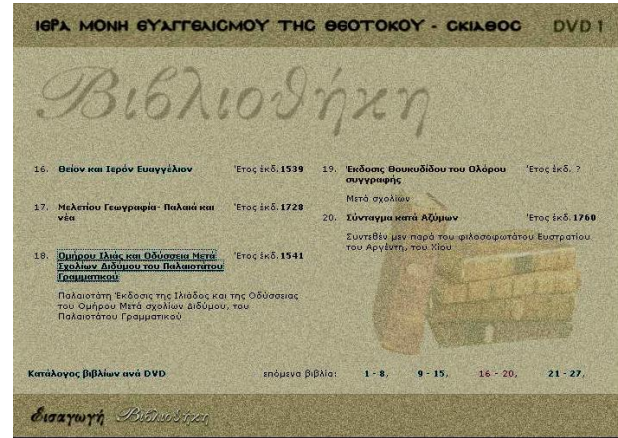 ΙΕΡΑ ΜΟΝΗ ΕΥΑΓΓΕΛΙСΜΟΥ ΤΗС ΘΕΟΤΟΚΟΥ - СΚΙΑΘΟС DVD 1
Βιβλιοθήκη
16. Θείον και Ιερόν Ευαγγέλιον Έτος έκδ. 1539
17. Μελετίου Γεωγραφία- Παλαιά και
νέα Έτος έκδ. 1728
18. Ομήρου Ιλιάς και Οδύσσεια Μετά
Σχολίων Διδύμου του Παλαιοτάτου
Γραμματικού Έτος έκδ. 1541
Παλαιοτάτη Έκδοσις της Ιλιάδος και της Οδύσσειας
του Ομήρου Μετά σχολίων Διδύμου, του
Παλαιοτάτου Γραμματικού
19. Έκδοσις Θουκυδίδου του Ολόρου
συγγραφής Έτος έκδ. ?
Μετά σχολίων
20. Σύνταγμα κατά Αζύμων Έτος έκδ. 1760
Συντεθέν μεν παρά του φιλοσοφωτάτου Ευστρατίου
του Αργέντη, του Χίου
Κατάλογος βιβλίων ανά DVD επόμενα βιβλία: 1 - 8, 9 - 15, 16 - 20, 21 - 27,
Εισαγωγή Βιβλιοθήκη